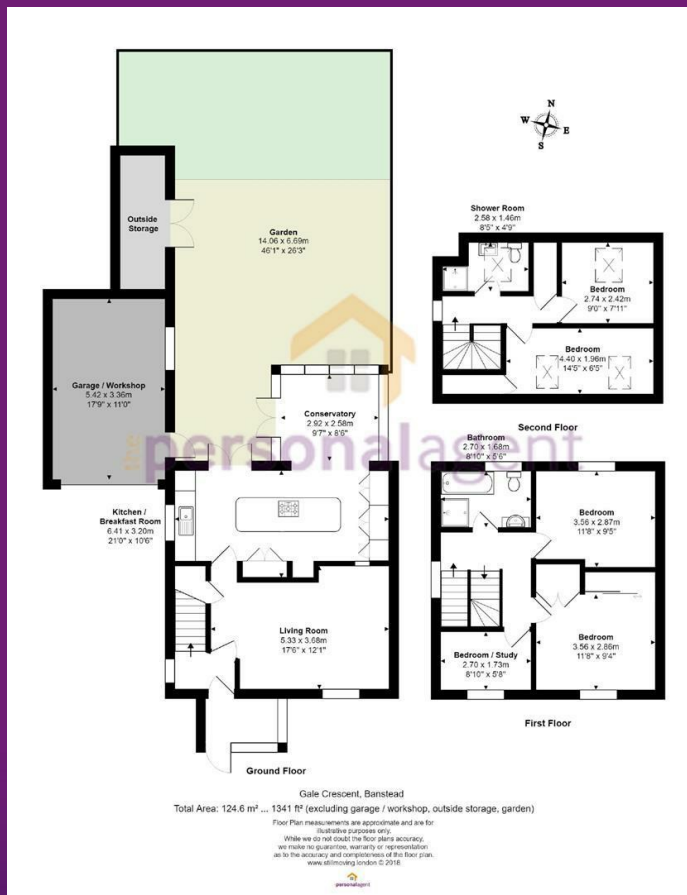 N
W
E
S
Outside
Storage
Garden
14.06 x 6.69m
46'1" x 26'3"
Shower Room
2.58 x 1.46m
8'5" x 4'9"
Bedroom
2.74 x 2.42m
9'0" x 7'11"
Bedroom
4.40 x 1.96m
14'5" x 6'5"
Second Floor
Garage / Workshop
5.42 x 3.36m
17'9" x 11'0"
Conservatory
2.92 x 2.58m
9'7" x 8'6"
the personalagent
Kitchen /
Breakfast Room
6.41 x 3.20m
21'0" x 10'6"
Living Room
5.33 x 3.68m
17'6" x 12'1"
Ground Floor
Bathroom
2.70 x 1.68m
8'10" x 5'6"
Bedroom
3.56 x 2.87m
11'8" x 9'5"
Bedroom
3.56 x 2.86m
11'8" x 9'4"
Bedroom / Study
2.70 x 1.73m
8'10" x 5'8"
First Floor
Gale Crescent, Banstead
Total Area: 124.6 m² ... 1341 ft² (excluding garage / workshop, outside storage, garden)
Floor Plan measurements are approximate and are for
illustrative purposes only.
While we do not doubt the floor plans accuracy,
we make no guarantee, warranty or representation
as to the accuracy and completeness of the floor plan.
www.stillmoving.london © 2018
personalagent